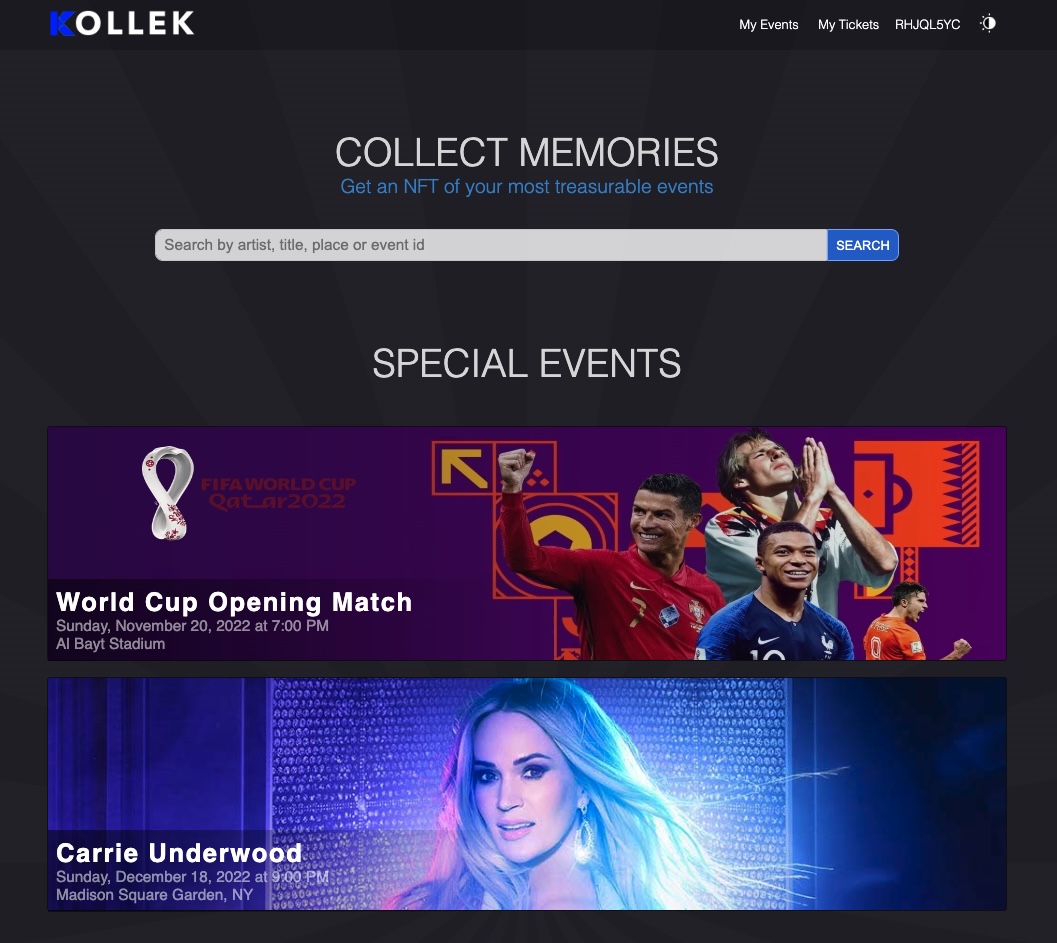 KOLLEK
My Events My Tickets RHJQL5YC
COLLECT MEMORIES
Get an NFT of your most treasurable events
Search by artist, title, place or event id SEARCH
SPECIAL EVENTS
FIFA WORLD CUP
Qatar2022
World Cup Opening Match
Sunday, November 20, 2022 at 7:00 PM
Al Bayt Stadium
10
0
Carrie Underwood
Sunday, December 18, 2022 at 9:00 PM
Madison Square Garden, NY